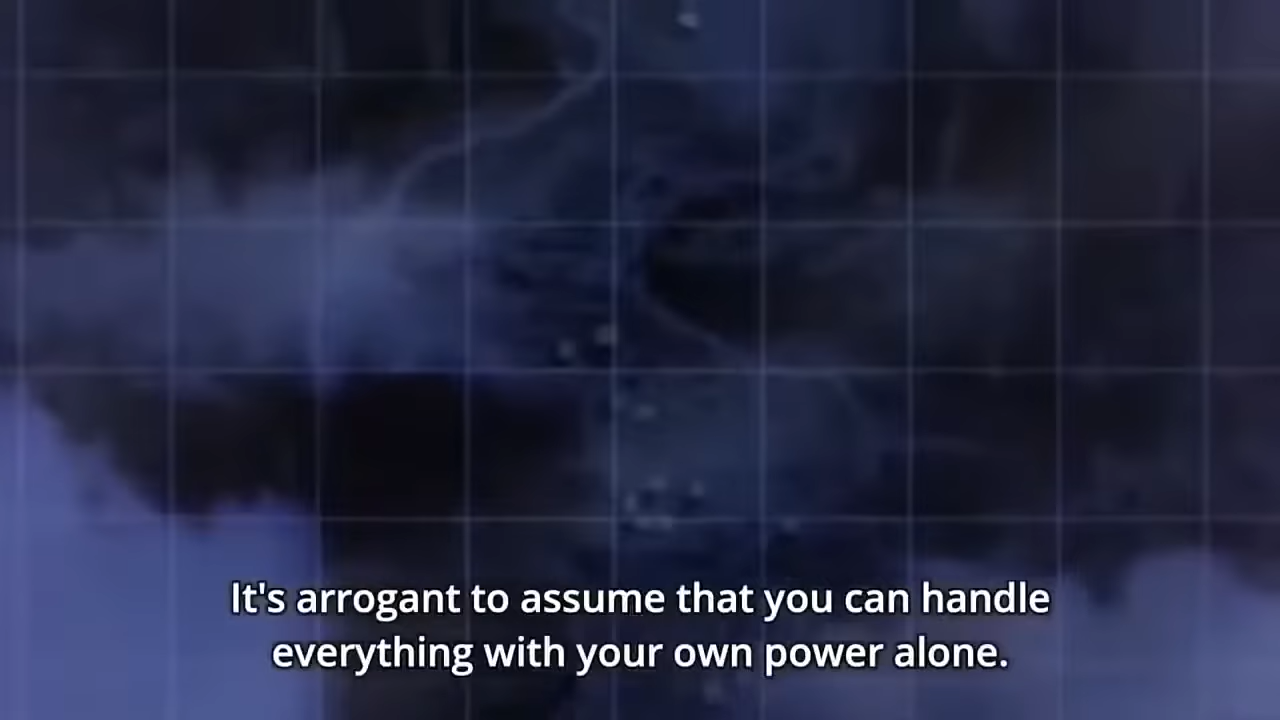 It's arrogant to assume that you can handle
everything with your own power alone.